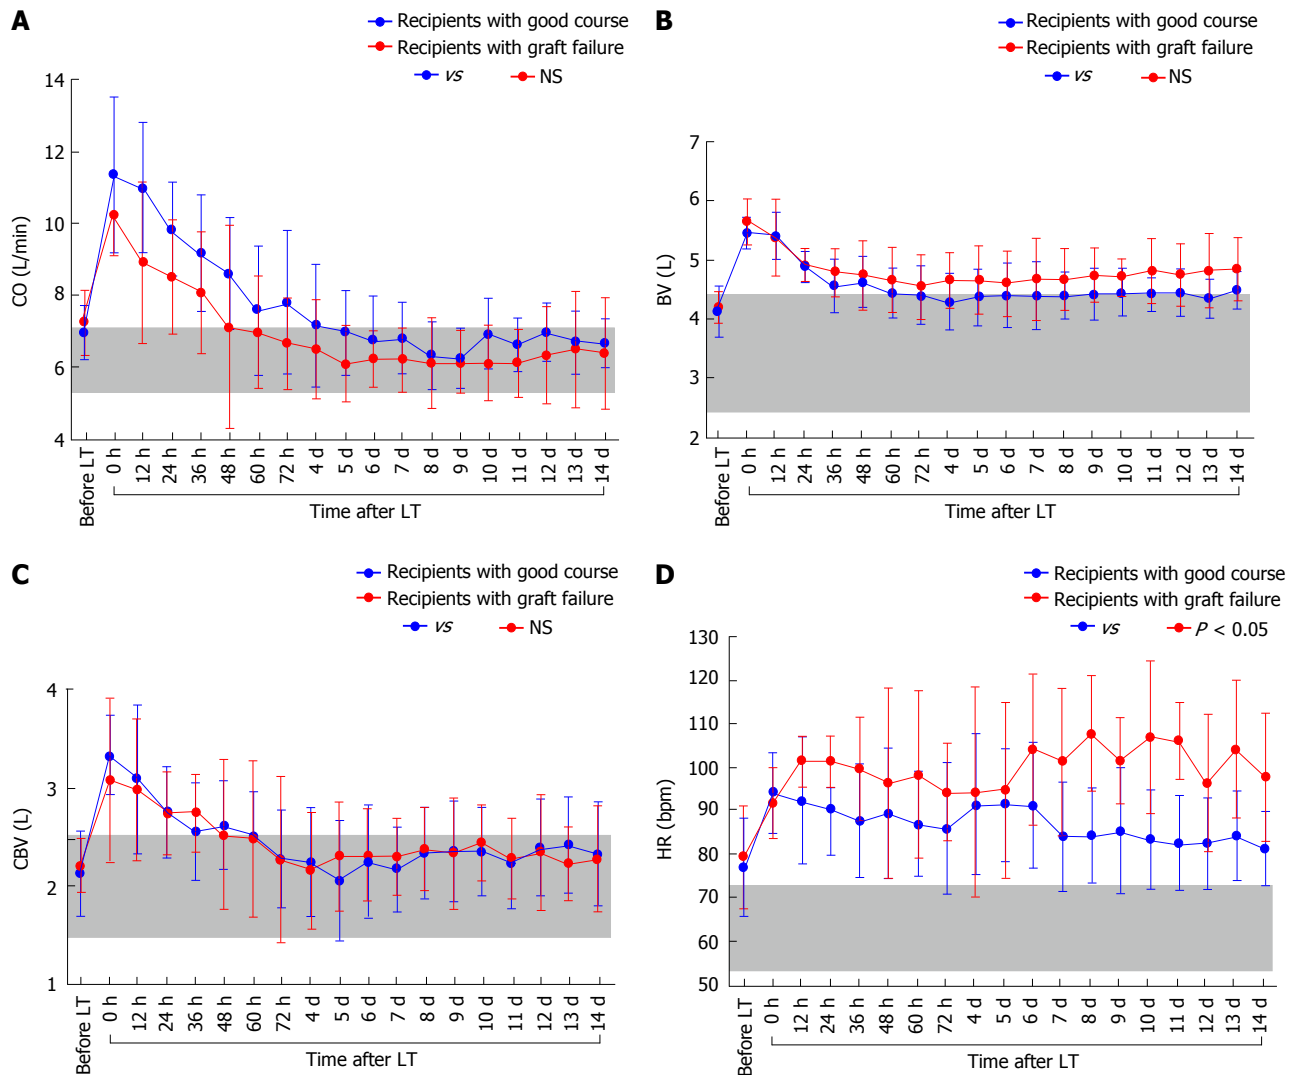 A
Recipients with good course
Recipients with graft failure
vs NS
CO (L/min)
14
12
10
8
6
4
Before LT
0 h
12 h
24 h
36 h
48 h
60 h
72 h
4 d
5 d
6 d
7 d
8 d
9 d
10 d
11 d
12 d
13 d
14 d
Time after LT
B
Recipients with good course
Recipients with graft failure
vs NS
BV (L)
7
6
5
4
3
2
Before LT
0 h
12 h
24 h
36 h
48 h
60 h
72 h
4 d
5 d
6 d
7 d
8 d
9 d
10 d
11 d
12 d
13 d
14 d
Time after LT
C
Recipients with good course
Recipients with graft failure
vs NS
CBV (L)
4
3
2
1
Before LT
0 h
12 h
24 h
36 h
48 h
60 h
72 h
4 d
5 d
6 d
7 d
8 d
9 d
10 d
11 d
12 d
13 d
14 d
Time after LT
D
Recipients with good course
Recipients with graft failure
vs P < 0.05
HR (bpm)
130
120
110
100
90
80
70
60
50
Before LT
0 h
12 h
24 h
36 h
48 h
60 h
72 h
4 d
5 d
6 d
7 d
8 d
9 d
10 d
11 d
12 d
13 d
14 d
Time after LT